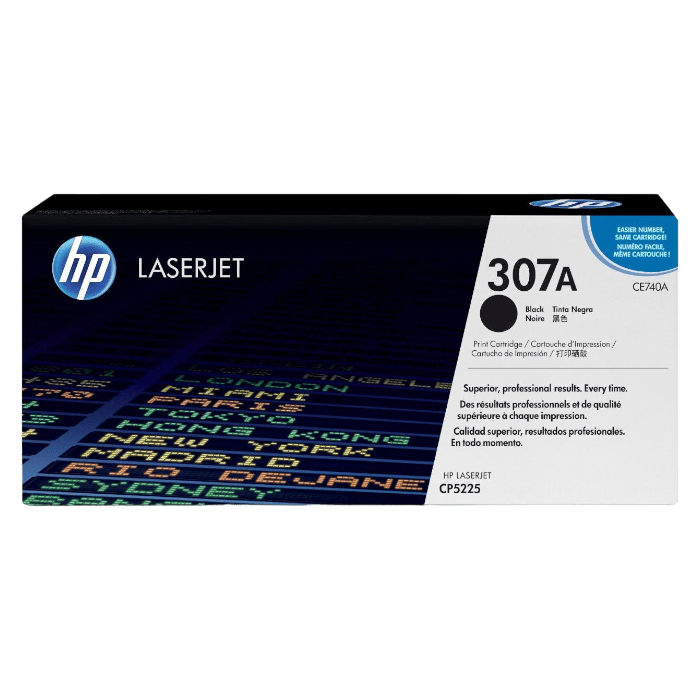 hp
EASIER NUMBER,
SAME CARTRIDGE!
NUMÉRO FACILE,
MÊME CARTOUCHE !
hp LASERJET
307A
CE740A
Black Tinta Negra
Noire 黑色
Print Cartridge / Cartouche d'Impression /
Cartucho de Impresión / 打印硒鼓
Superior, professional results. Every time.
Des résultats professionnels et de qualité
supérieure à chaque impression.
Calidad superior, resultados profesionales.
En todo momento.
HP LASERJET
CP5225
LOS ANGELES
LONDON
MIAMI
PARIS
TOKYO
HONG KONG
NEW YORK
MADRID
RIO DEJANE
SYDNEY